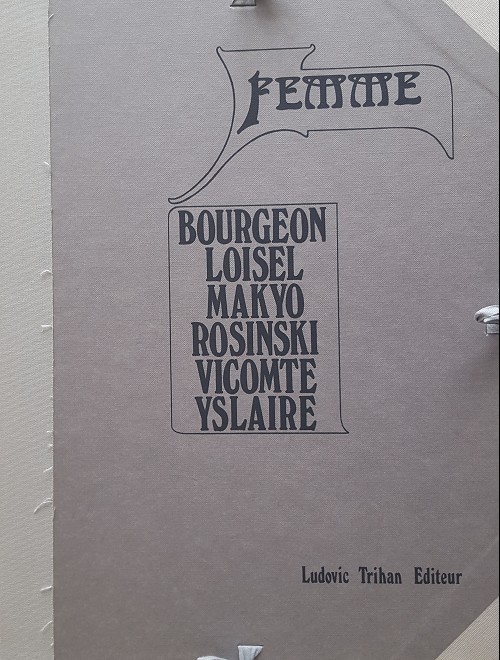 FEMME
BOURGEON
LOISEL
MAKYO
ROSINSKI
VICOMTE
YSLAIRE
Ludovic Trihan Editeur